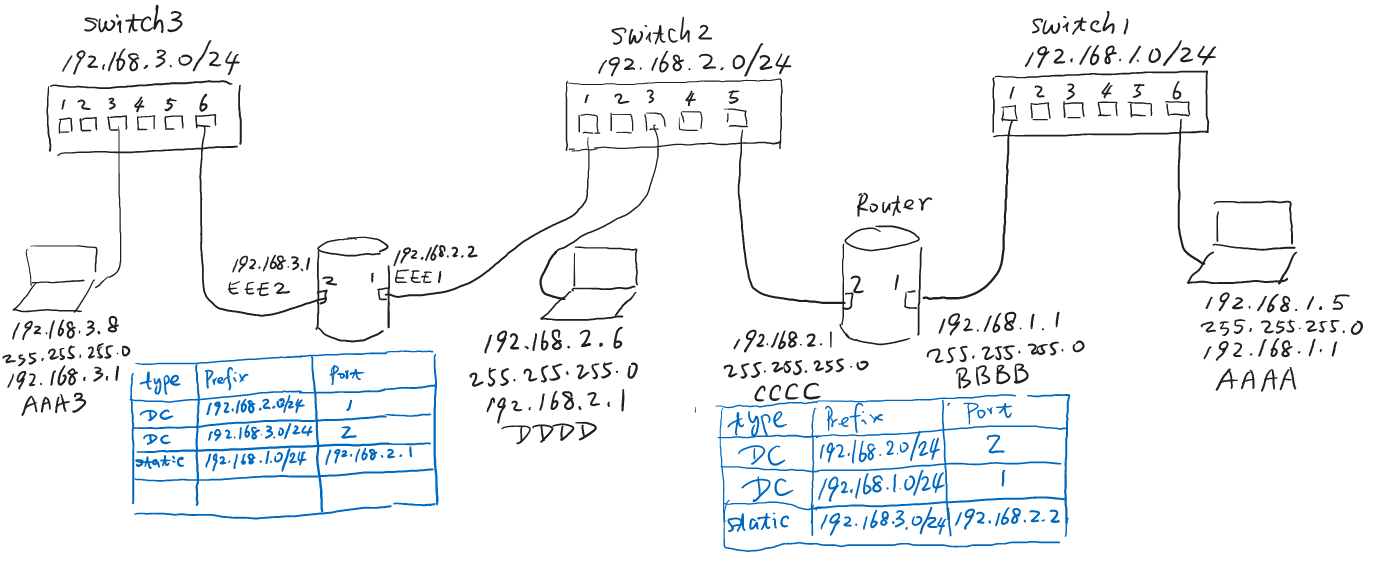 switch3
192.168.3.0/24
1 2 3 4 5 6
switch2
192.168.2.0/24
1 2 3 4 5
switch1
192.168.1.0/24
1 2 3 4 5 6
192.168.3.8
255.255.255.0
192.168.3.1
AAA3
192.168.3.1
EEE2
2 1
192.168.2.2
EEE1
192.168.2.6
255.255.255.0
192.168.2.1
DDDD
Router
2 1
192.168.2.1
255.255.255.0
CCCC
192.168.1.1
255.255.255.0
BBBB
192.168.1.5
255.255.255.0
192.168.1.1
AAAA
type Prefix Port
DC 192.168.2.0/24 1
DC 192.168.3.0/24 2
static 192.168.1.0/24 192.168.2.1
type Prefix Port
DC 192.168.2.0/24 2
DC 192.168.1.0/24 1
static 192.168.3.0/24 192.168.2.2